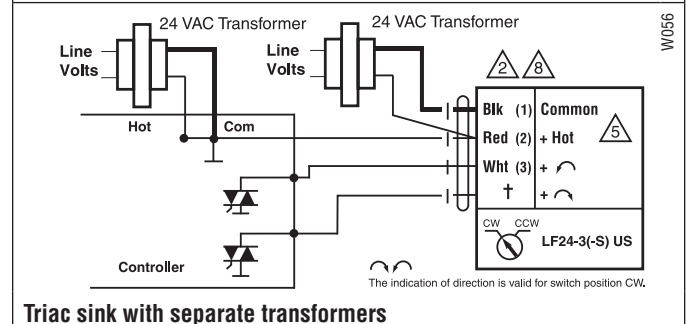 24 VAC Transformer
24 VAC Transformer
W056
Line
Volts
Line
Volts
2
8
Hot
Com
Blk (1) Common
Red (2) + Hot
5
Wht (3) +
† +
CW CCW
LF24-3(-S) US
Controller
The indication of direction is valid for switch position CW.
Triac sink with separate transformers